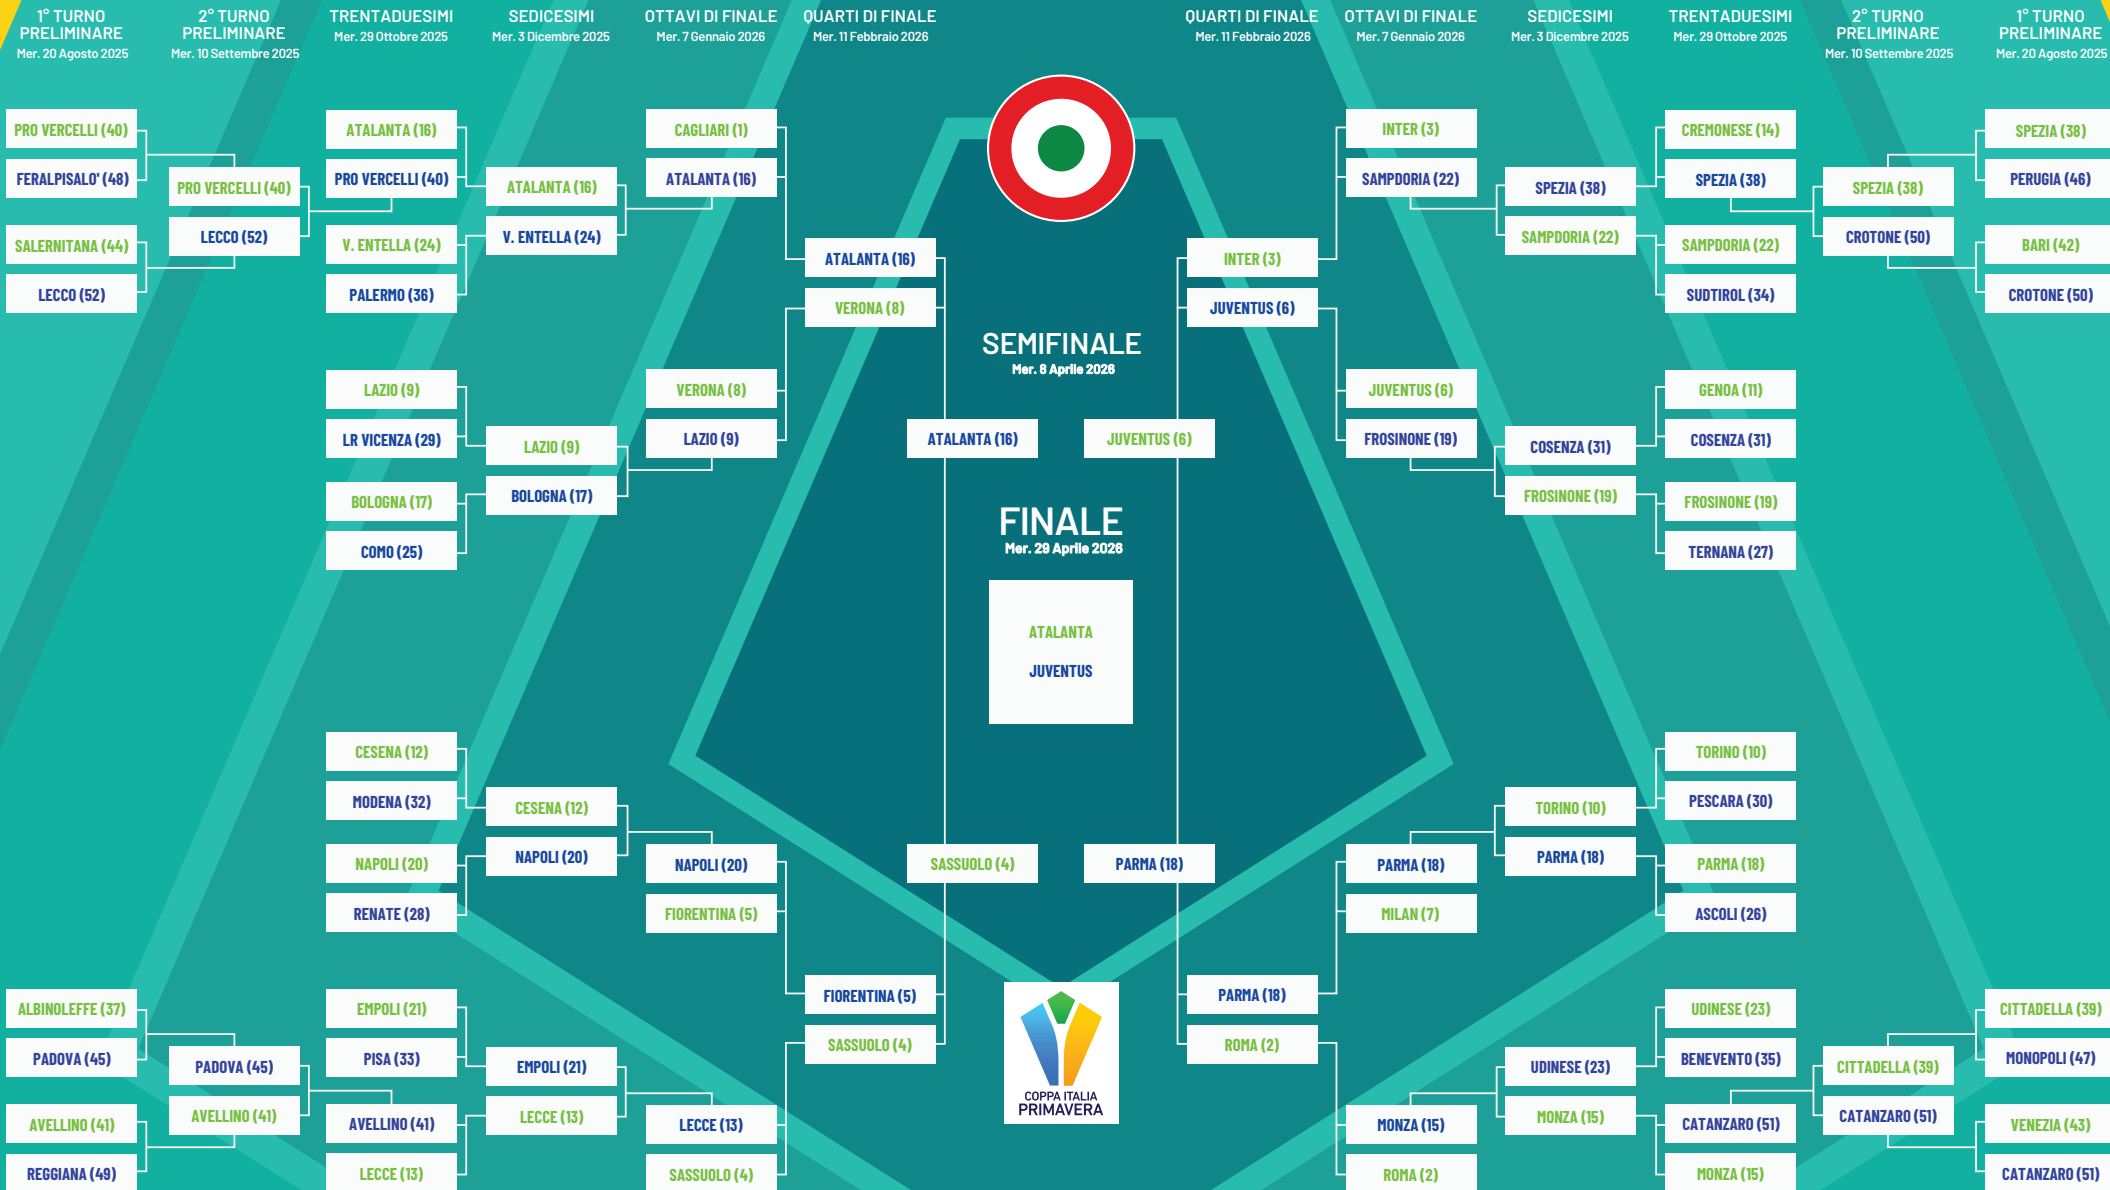 1° TURNO
PRELIMINARE
Mer. 20 Agosto 2025
2° TURNO
PRELIMINARE
Mer. 10 Settembre 2025
TRENTADUESIMI
Mer. 29 Ottobre 2025
SEDICESIMI
Mer. 3 Dicembre 2025
OTTAVI DI FINALE
Mer. 7 Gennaio 2026
QUARTI DI FINALE
Mer. 11 Febbraio 2026
QUARTI DI FINALE
Mer. 11 Febbraio 2026
OTTAVI DI FINALE
Mer. 7 Gennaio 2026
SEDICESIMI
Mer. 3 Dicembre 2025
TRENTADUESIMI
Mer. 29 Ottobre 2025
2° TURNO
PRELIMINARE
Mer. 10 Settembre 2025
1° TURNO
PRELIMINARE
Mer. 20 Agosto 2025
PRO VERCELLI (40)
FERALPISALO' (48)
SALERNITANA (44)
LECCO (52)
ALBINOLEFFE (37)
PADOVA (45)
AVELLINO (41)
REGGIANA (49)
PRO VERCELLI (40)
LECCO (52)
PADOVA (45)
AVELLINO (41)
ATALANTA (16)
PRO VERCELLI (40)
V. ENTELLA (24)
PALERMO (36)
LAZIO (9)
LR VICENZA (29)
BOLOGNA (17)
COMO (25)
CESENA (12)
MODENA (32)
NAPOLI (20)
RENATE (28)
EMPOLI (21)
PISA (33)
AVELLINO (41)
LECCE (13)
ATALANTA (16)
V. ENTELLA (24)
LAZIO (9)
BOLOGNA (17)
CESENA (12)
NAPOLI (20)
EMPOLI (21)
LECCE (13)
CAGLIARI (1)
ATALANTA (16)
VERONA (8)
LAZIO (9)
NAPOLI (20)
FIORENTINA (5)
LECCE (13)
SASSUOLO (4)
ATALANTA (16)
VERONA (8)
FIORENTINA (5)
SASSUOLO (4)
SEMIFINALE
Mer. 8 Aprile 2026
ATALANTA (16)
JUVENTUS (6)
FINALE
Mer. 29 Aprile 2026
ATALANTA
JUVENTUS
SASSUOLO (4)
PARMA (18)
COPPA ITALIA
PRIMAVERA
INTER (3)
JUVENTUS (6)
PARMA (18)
ROMA (2)
INTER (3)
SAMPDORIA (22)
JUVENTUS (6)
FROSINONE (19)
PARMA (18)
MILAN (7)
MONZA (15)
ROMA (2)
SPEZIA (38)
SAMPDORIA (22)
COSENZA (31)
FROSINONE (19)
TORINO (10)
PARMA (18)
UDINESE (23)
MONZA (15)
CREMONESE (14)
SPEZIA (38)
SAMPDORIA (22)
SUDTIROL (34)
GENOA (11)
COSENZA (31)
FROSINONE (19)
TERNANA (27)
TORINO (10)
PESCARA (30)
PARMA (18)
ASCOLI (26)
UDINESE (23)
BENEVENTO (35)
CATANZARO (51)
MONZA (15)
SPEZIA (38)
CROTONE (50)
CITTADELLA (39)
CATANZARO (51)
SPEZIA (38)
PERUGIA (46)
BARI (42)
CROTONE (50)
CITTADELLA (39)
MONOPOLI (47)
VENEZIA (43)
CATANZARO (51)